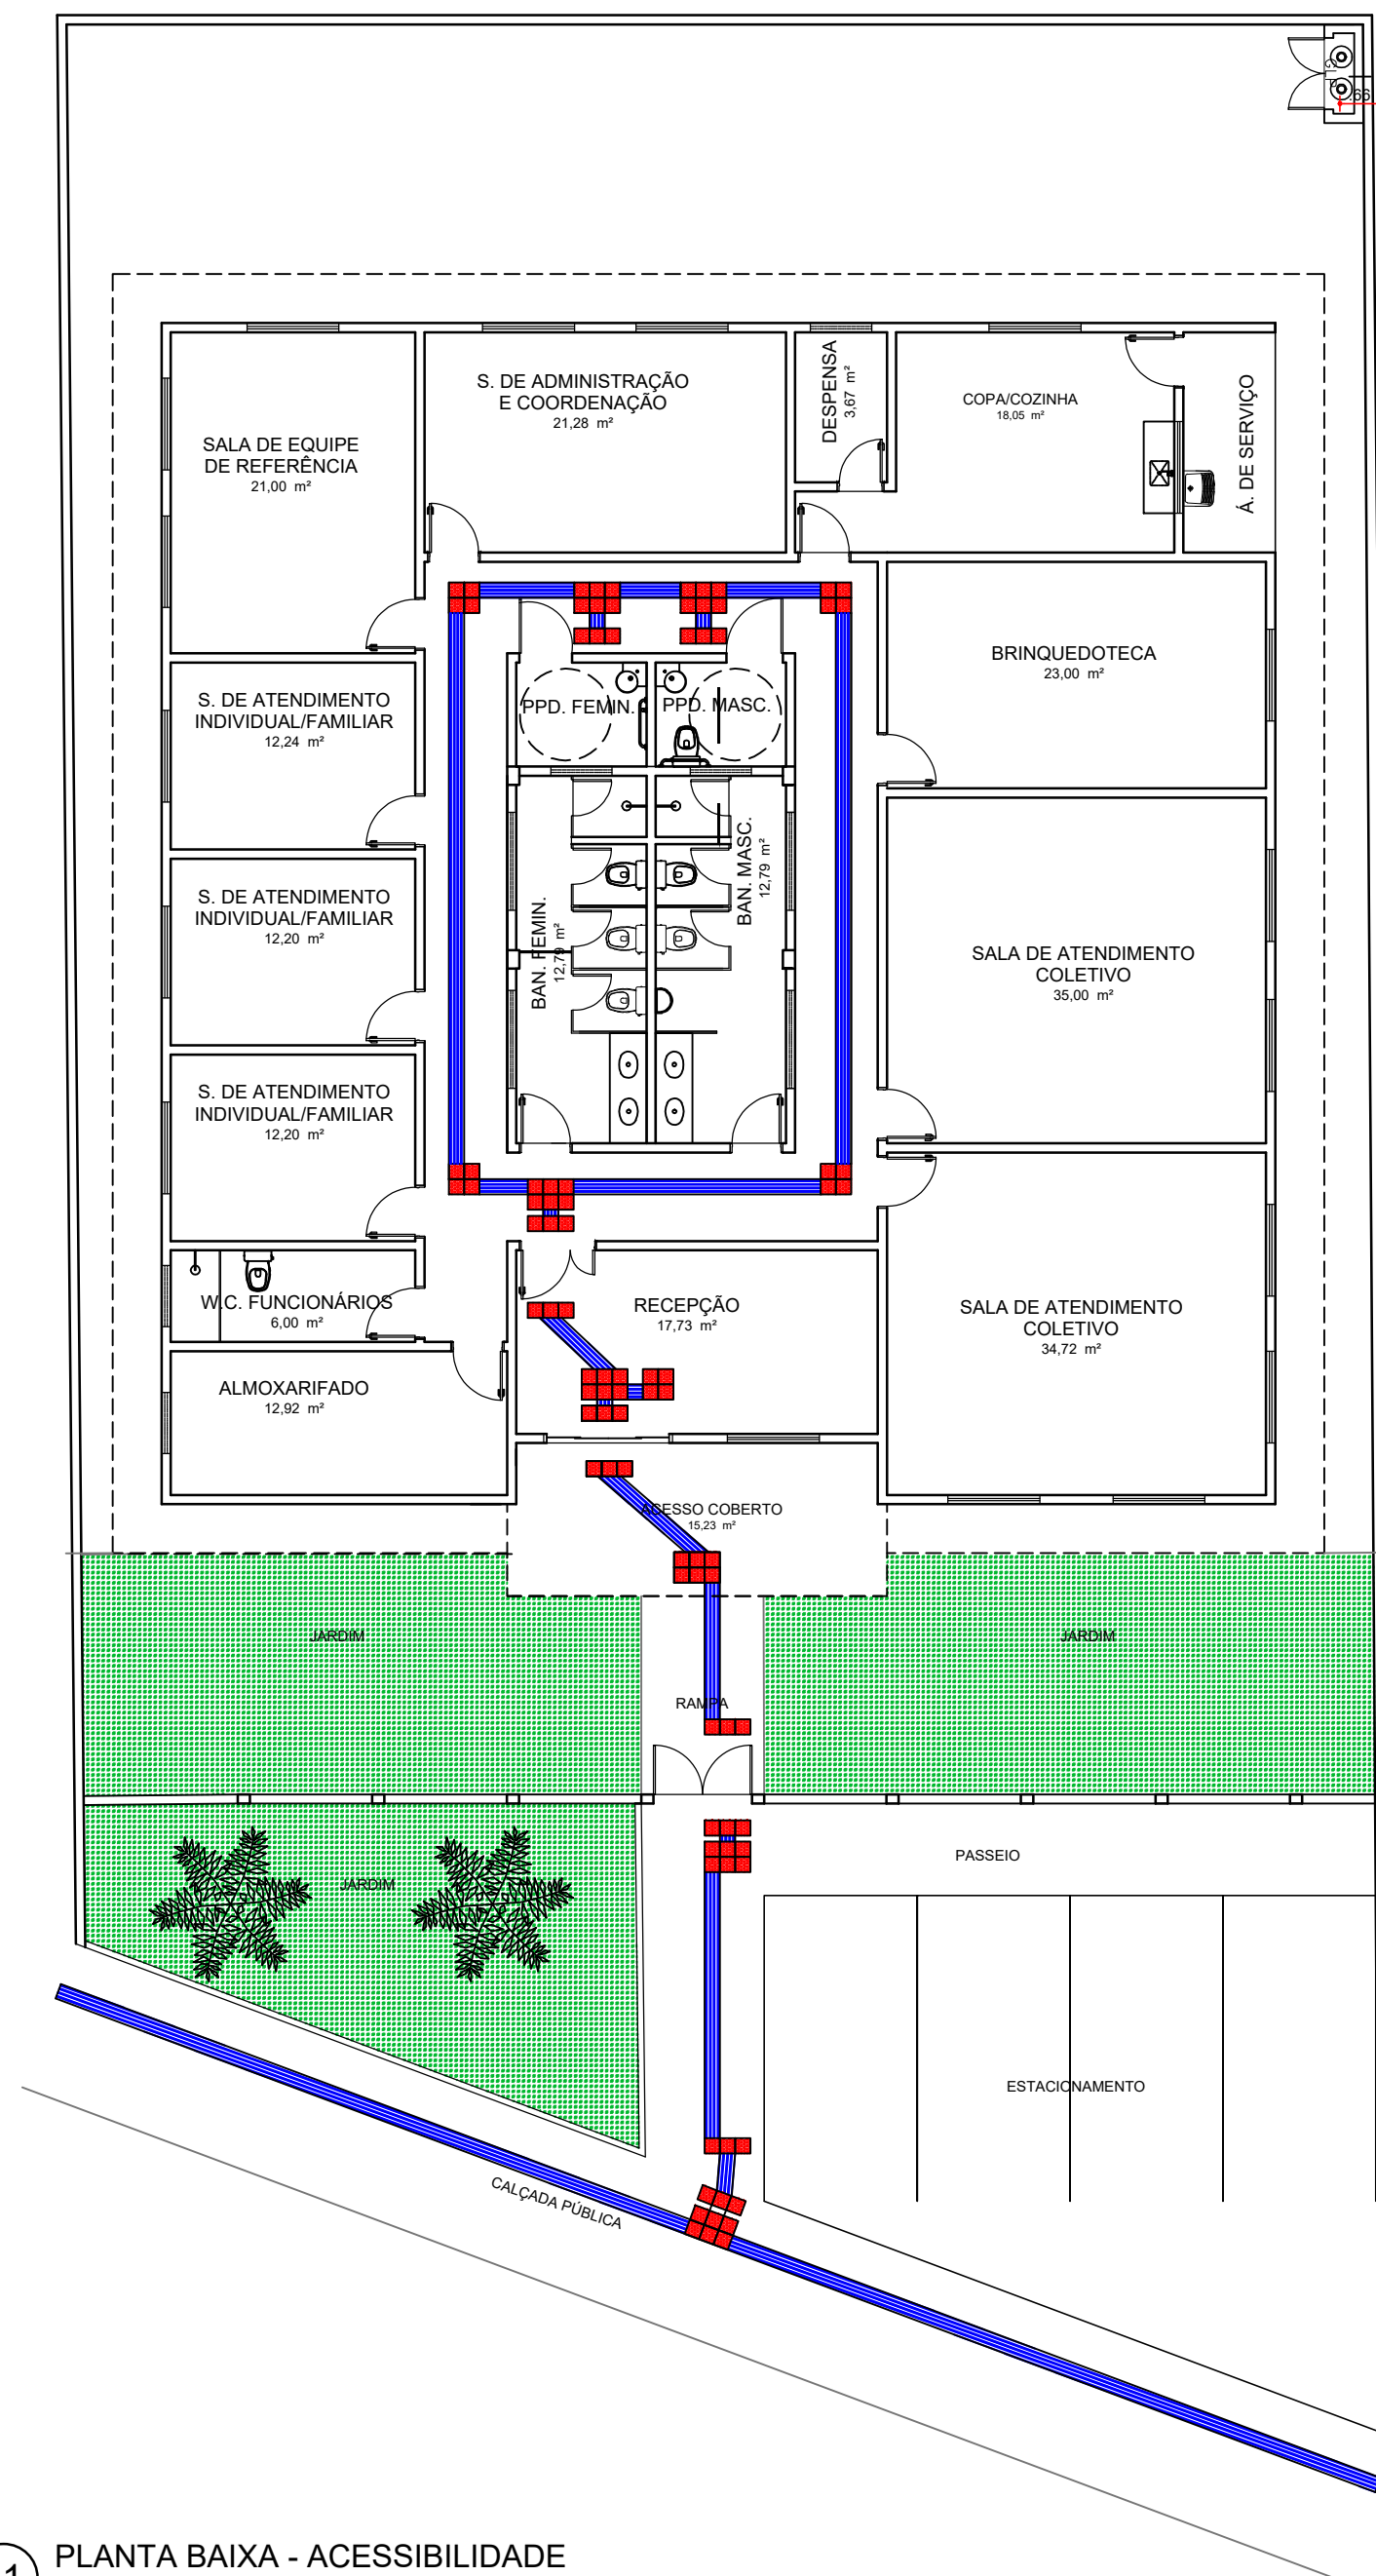 GLP
.66
S. DE ADMINISTRAÇÃO
E COORDENAÇÃO
21,28 m²
DESPENSA
3,67 m²
COPA/COZINHA
18,05 m²
Á. DE SERVIÇO
SALA DE EQUIPE
DE REFERÊNCIA
21,00 m²
BRINQUEDOTECA
23,00 m²
S. DE ATENDIMENTO
INDIVIDUAL/FAMILIAR
12,24 m²
PPD. FEMIN.
PPD. MASC.
S. DE ATENDIMENTO
INDIVIDUAL/FAMILIAR
12,20 m²
BAN. FEMIN.
12,79 m²
BAN. MASC.
12,79 m²
SALA DE ATENDIMENTO
COLETIVO
35,00 m²
S. DE ATENDIMENTO
INDIVIDUAL/FAMILIAR
12,20 m²
W.C. FUNCIONÁRIOS
6,00 m²
RECEPÇÃO
17,73 m²
SALA DE ATENDIMENTO
COLETIVO
34,72 m²
ALMOXARIFADO
12,92 m²
ACESSO COBERTO
15,23 m²
JARDIM
JARDIM
RAMPA
PASSEIO
JARDIM
ESTACIONAMENTO
CALÇADA PÚBLICA
1
PLANTA BAIXA - ACESSIBILIDADE